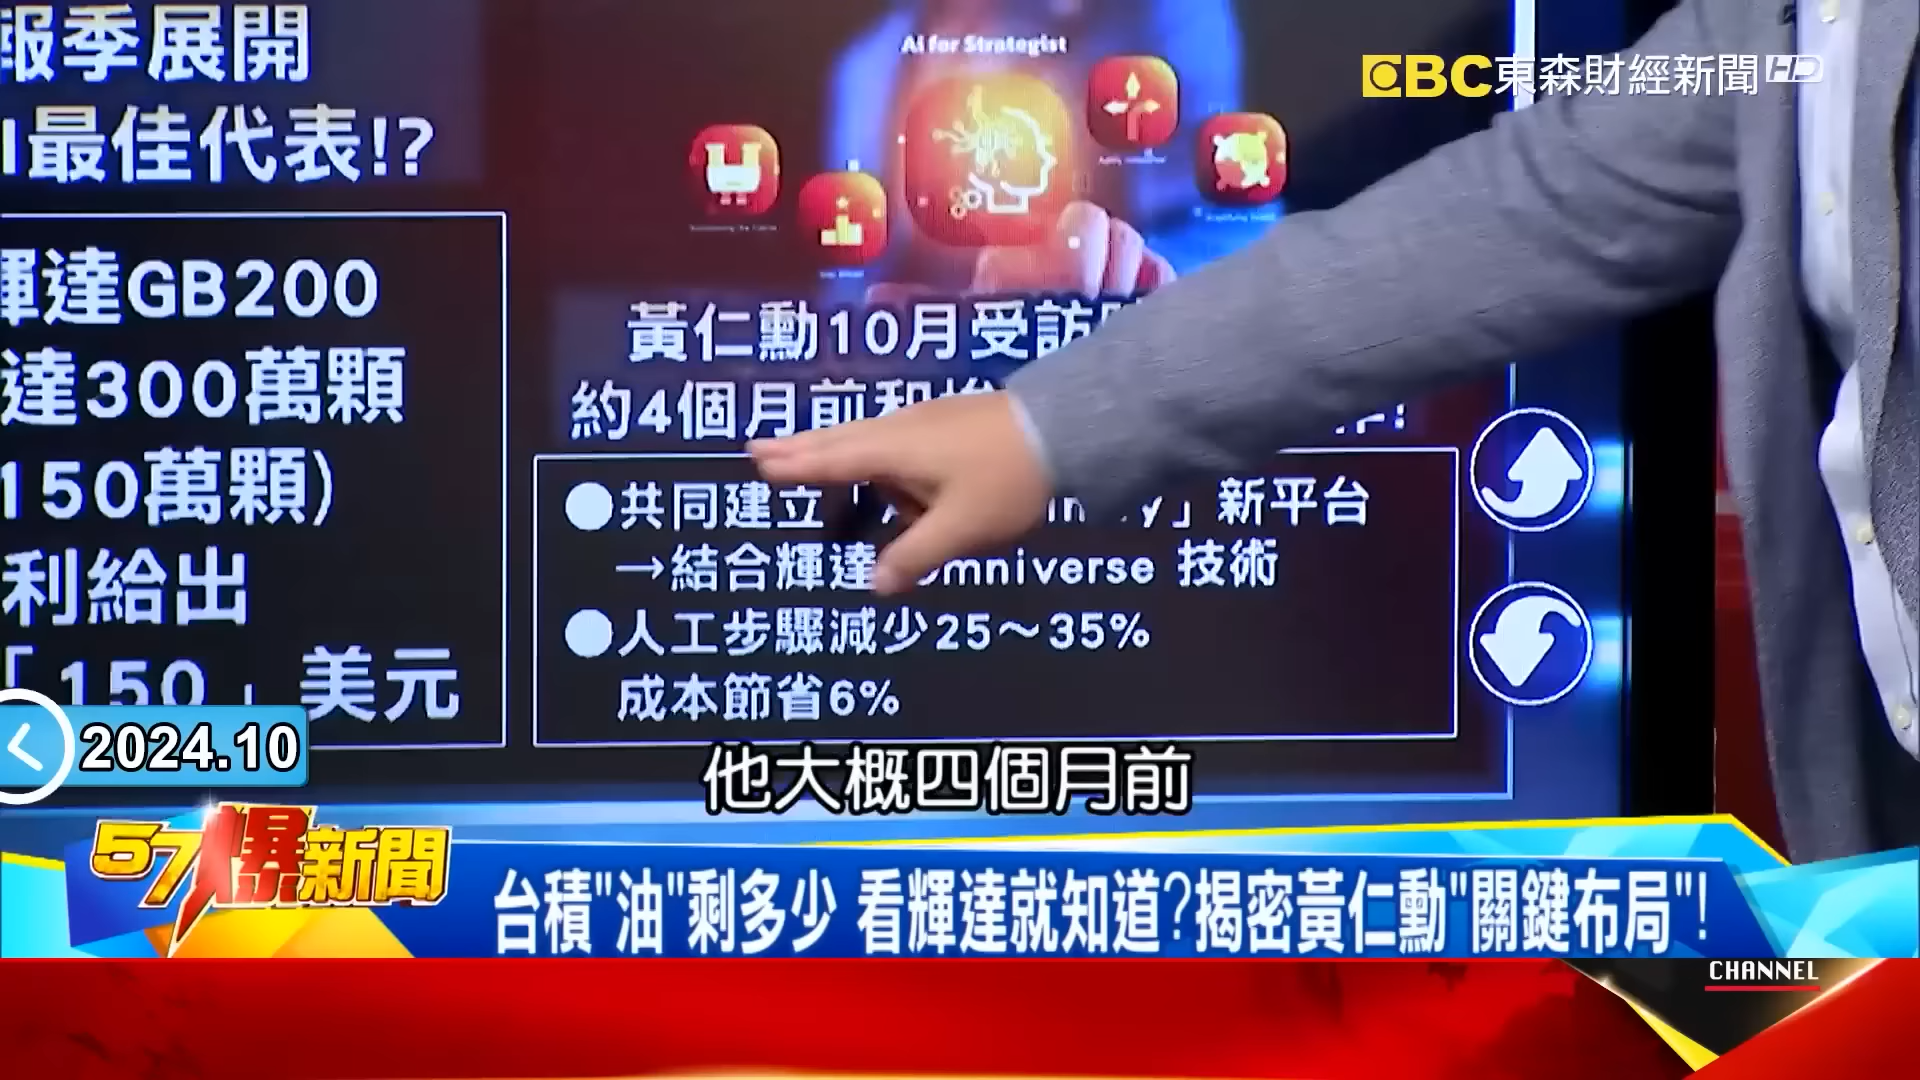 報季展開
I最佳代表!?
輝達GB200
達300萬顆
150萬顆)
利給出
「150」美元
AI for Strategist
EBC東森財經新聞HD
黃仁勳10月受訪
約4個月前和
●共同建立「 y」新平台
→結合輝達 Omniverse 技術
●人工步驟減少25～35%
成本節省6%
2024.10
他大概四個月前
57爆新聞
台積"油"剩多少 看輝達就知道?揭密黃仁勳"關鍵布局"!
CHANNEL